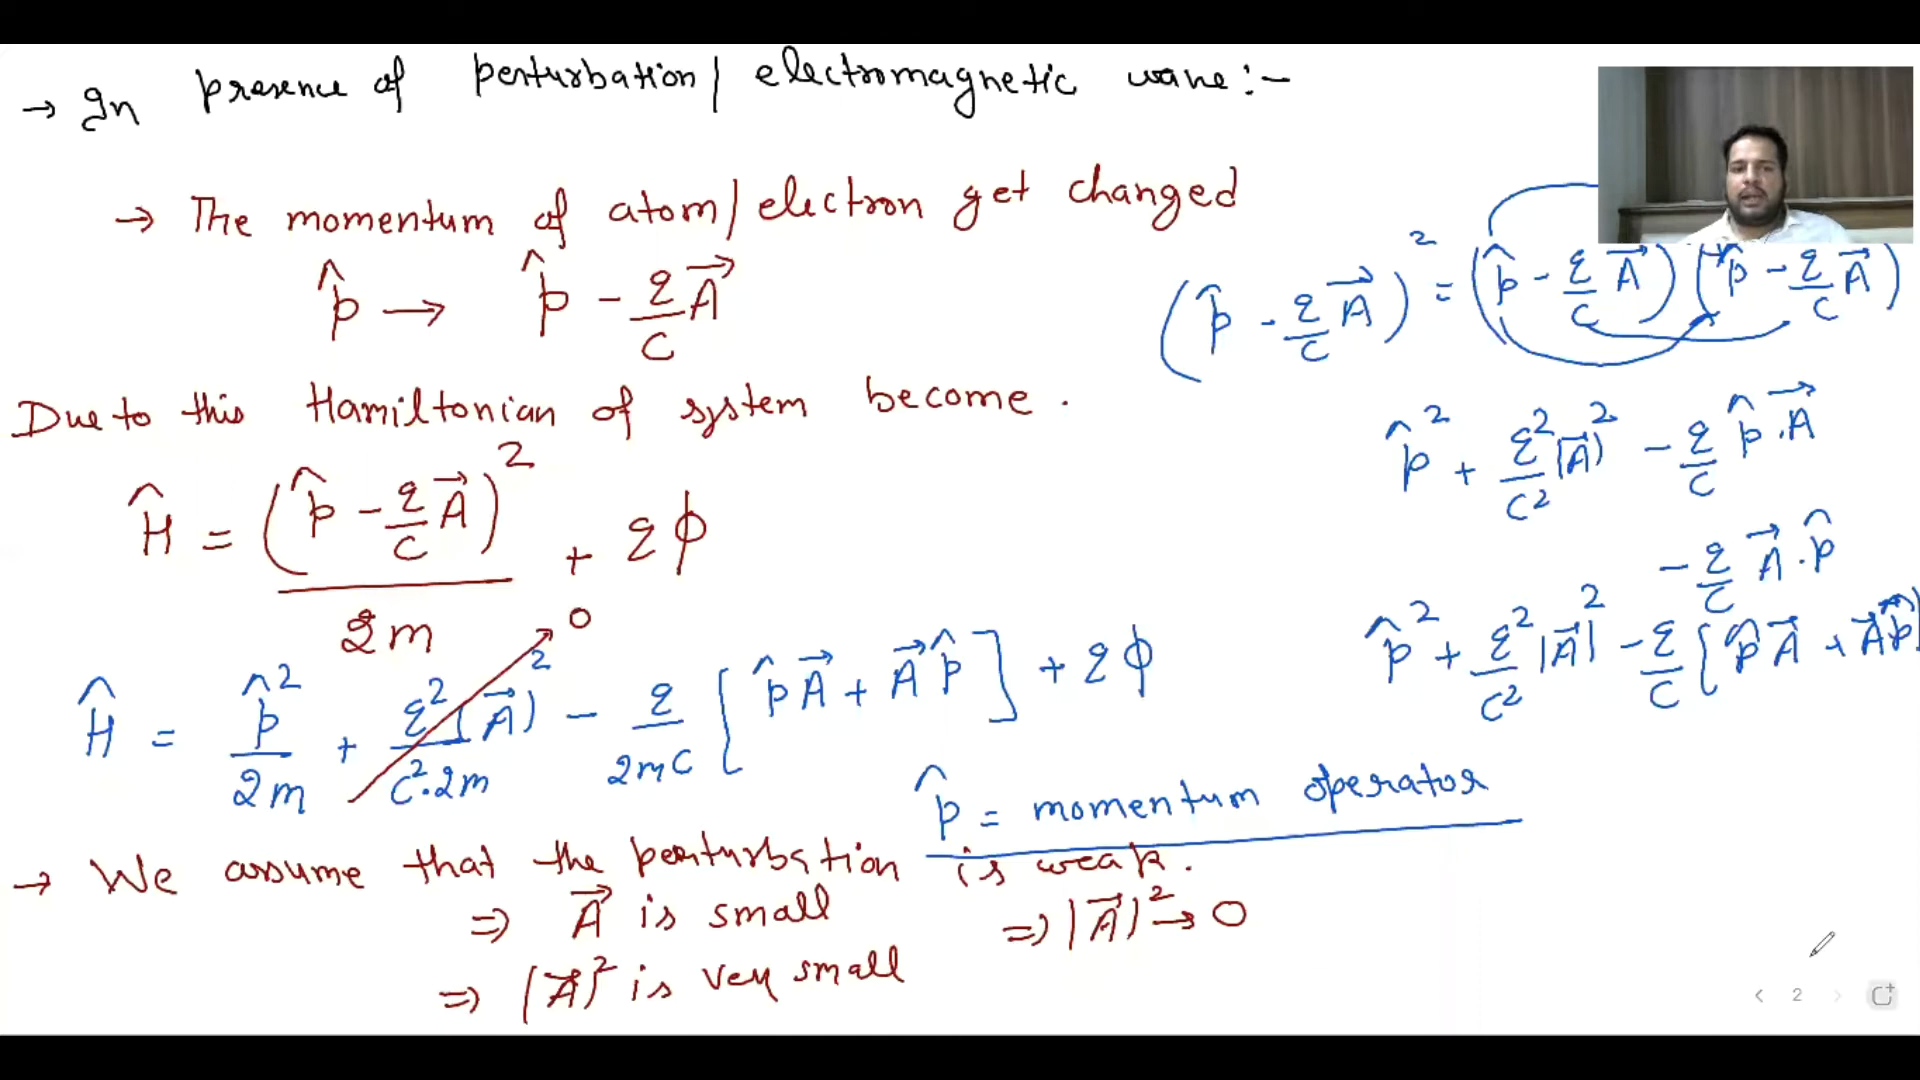 → In presence of perturbation/electromagnetic wave:-
→ The momentum of atom/electron get changed
p̂ → p̂ - q/c A⃗
(p̂ - q/c A⃗)² = (p̂ - q/c A⃗)(p̂ - q/c A⃗)
Due to this Hamiltonian of system become.
p̂² + q²/c² |A⃗|² - q/c p̂.A⃗
- q/c A⃗.p̂
Ĥ = (p̂ - q/c A⃗)²/2m + qϕ
p̂² + q²/c² |A⃗|² - q/c [p̂A⃗ + A⃗p̂]
0
Ĥ = p̂²/2m + q²|A⃗|²/c².2m - q/2mc [p̂A⃗ + A⃗p̂] + qϕ
p̂ = momentum operator
→ We assume that the perturbation is weak.
⇒ A⃗ is small ⇒ |A⃗|² → 0
⇒ |A⃗|² is very small
2